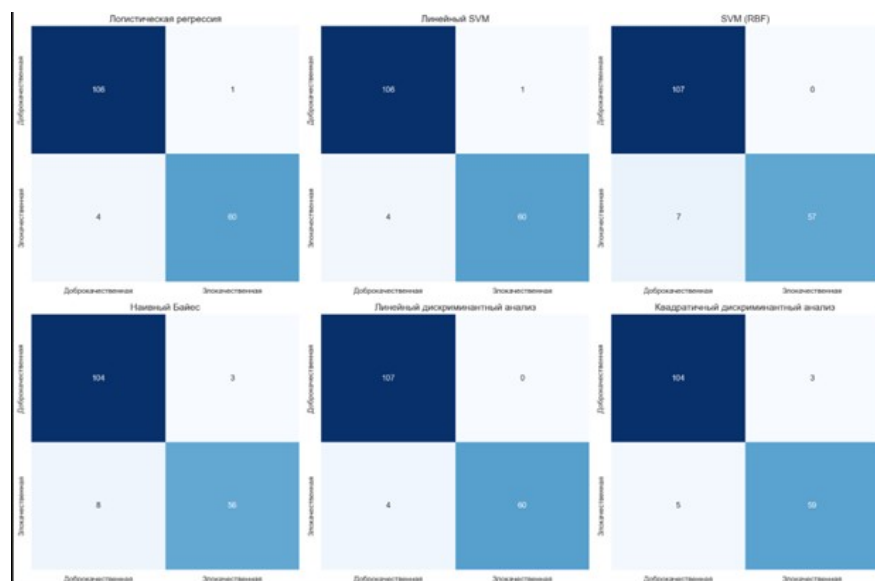 Логистическая регрессия
Линейный SVM
SVM (RBF)
Доброкачественная
106
1
Доброкачественная
106
1
Доброкачественная
107
0
Злокачественная
4
60
Злокачественная
4
60
Злокачественная
7
57
Доброкачественная
Злокачественная
Доброкачественная
Злокачественная
Доброкачественная
Злокачественная
Наивный Байес
Линейный дискриминантный анализ
Квадратичный дискриминантный анализ
Доброкачественная
104
3
Доброкачественная
107
0
Доброкачественная
104
3
Злокачественная
8
56
Злокачественная
4
60
Злокачественная
5
59
Доброкачественная
Злокачественная
Доброкачественная
Злокачественная
Доброкачественная
Злокачественная